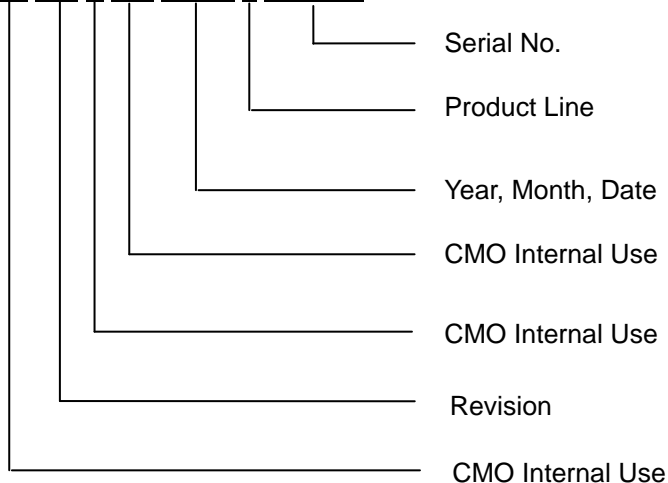 Serial No.
Product Line
Year, Month, Date
CMO Internal Use
CMO Internal Use
Revision
CMO Internal Use